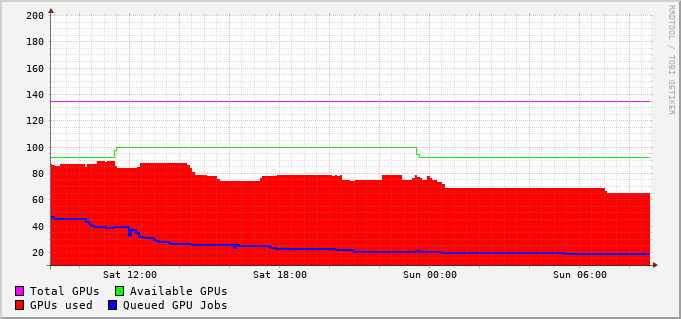 200
180
160
140
120
100
80
60
40
20
Sat 12:00 Sat 18:00 Sun 00:00 Sun 06:00
Total GPUs Available GPUs
GPUs used Queued GPU Jobs
RRDTOOL / TOBI OETIKER